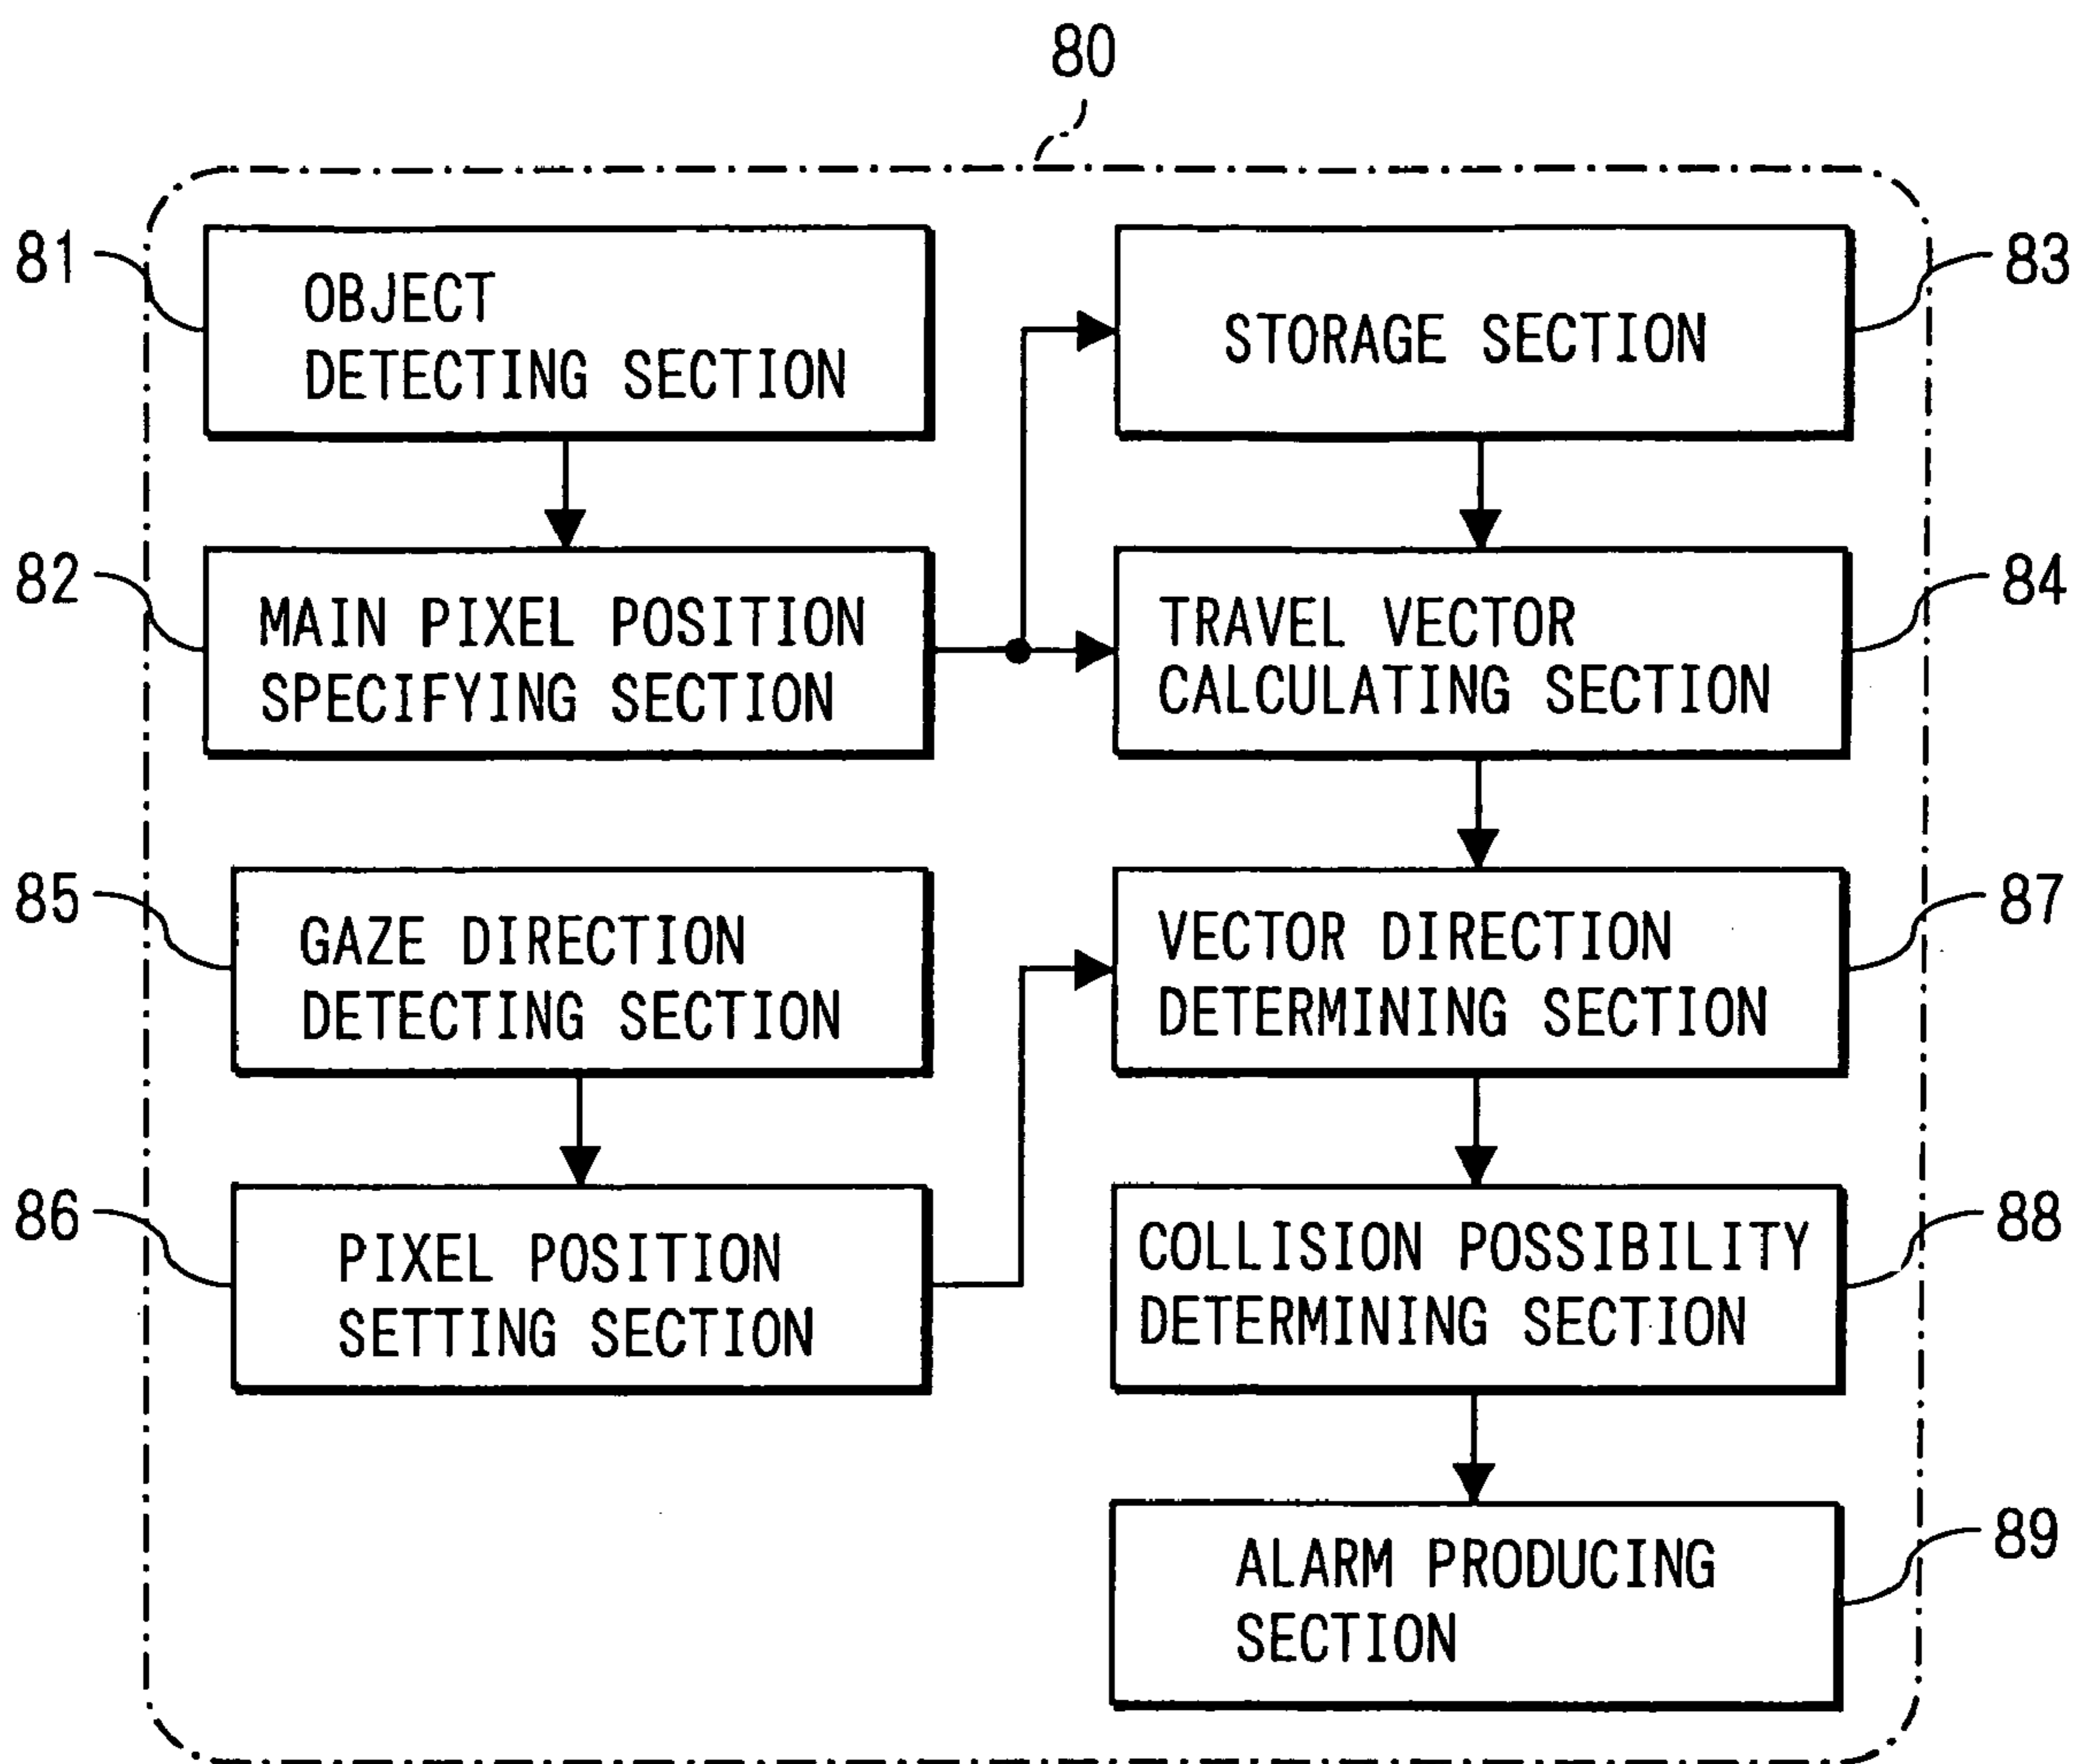 80
81
OBJECT
DETECTING SECTION
STORAGE SECTION
83
82
MAIN PIXEL POSITION
SPECIFYING SECTION
TRAVEL VECTOR
CALCULATING SECTION
84
85
GAZE DIRECTION
DETECTING SECTION
VECTOR DIRECTION
DETERMINING SECTION
87
86
PIXEL POSITION
SETTING SECTION
COLLISION POSSIBILITY
DETERMINING SECTION
88
ALARM PRODUCING
SECTION
89